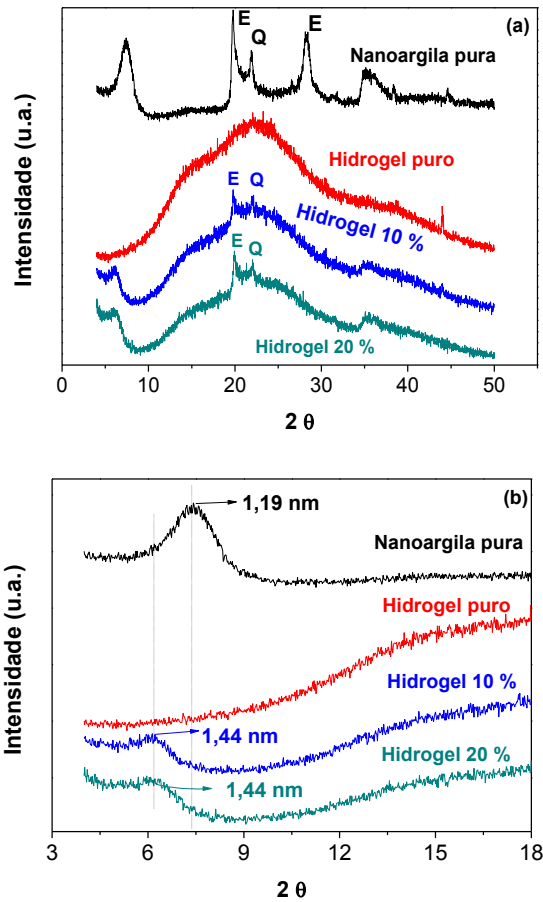 (a)
E
Q
E
Nanoargila pura
Hidrogel puro
E
Q
Hidrogel 10 %
E
Q
Hidrogel 20 %
Intensidade (u.a.)
0 10 20 30 40 50
2 θ
(b)
1,19 nm
Nanoargila pura
Hidrogel puro
Hidrogel 10 %
1,44 nm
Hidrogel 20 %
1,44 nm
Intensidade (u.a.)
3 6 9 12 15 18
2 θ